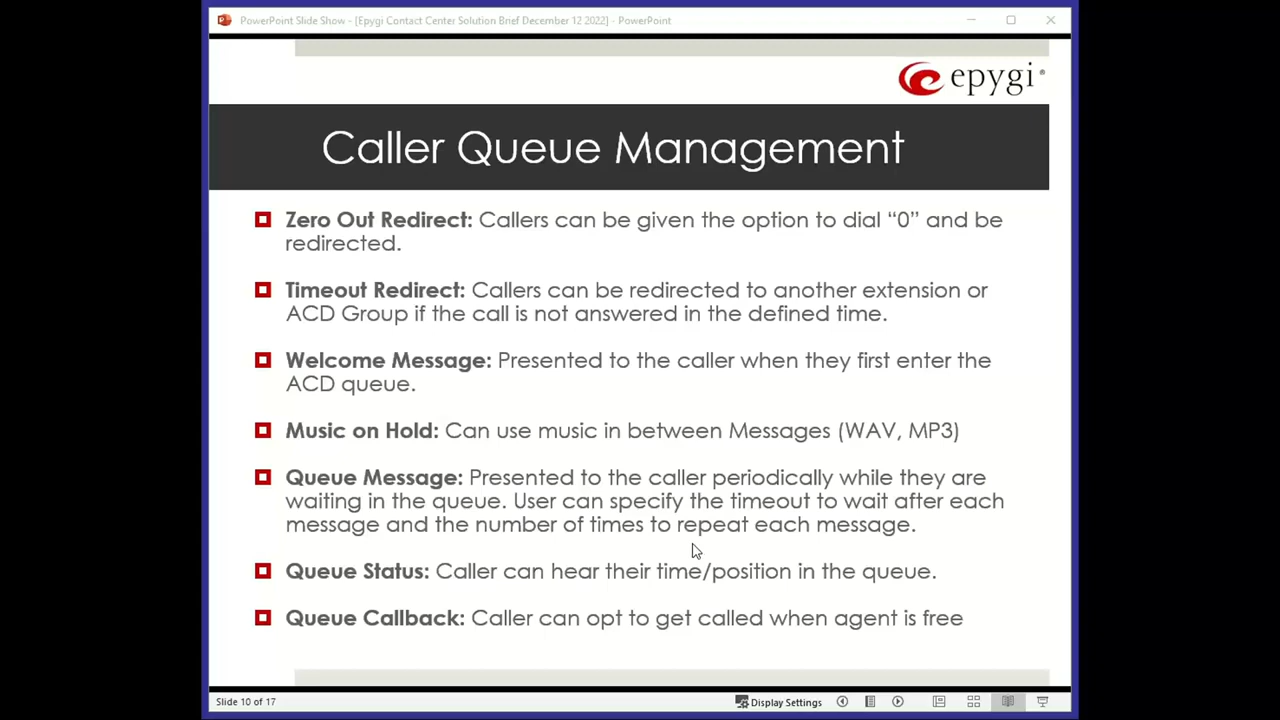 PowerPoint Slide Show - [Epygi Contact Center Solution Brief December 12 2022] - PowerPoint
epygi®
Caller Queue Management
Zero Out Redirect: Callers can be given the option to dial “0” and be
redirected.
Timeout Redirect: Callers can be redirected to another extension or
ACD Group if the call is not answered in the defined time.
Welcome Message: Presented to the caller when they first enter the
ACD queue.
Music on Hold: Can use music in between Messages (WAV, MP3)
Queue Message: Presented to the caller periodically while they are
waiting in the queue. User can specify the timeout to wait after each
message and the number of times to repeat each message.
Queue Status: Caller can hear their time/position in the queue.
Queue Callback: Caller can opt to get called when agent is free
Slide 10 of 17
Display Settings